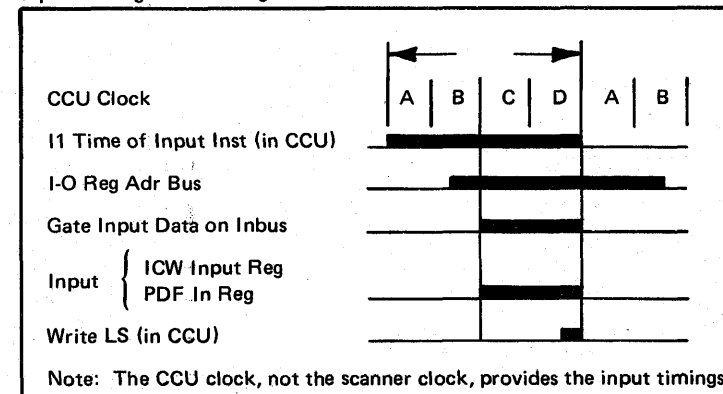 CCU Clock A B C D A B
I1 Time of Input Inst (in CCU)
I-O Reg Adr Bus
Gate Input Data on Inbus
Input { ICW Input Reg
PDF In Reg
Write LS (in CCU)
Note: The CCU clock, not the scanner clock, provides the input timings